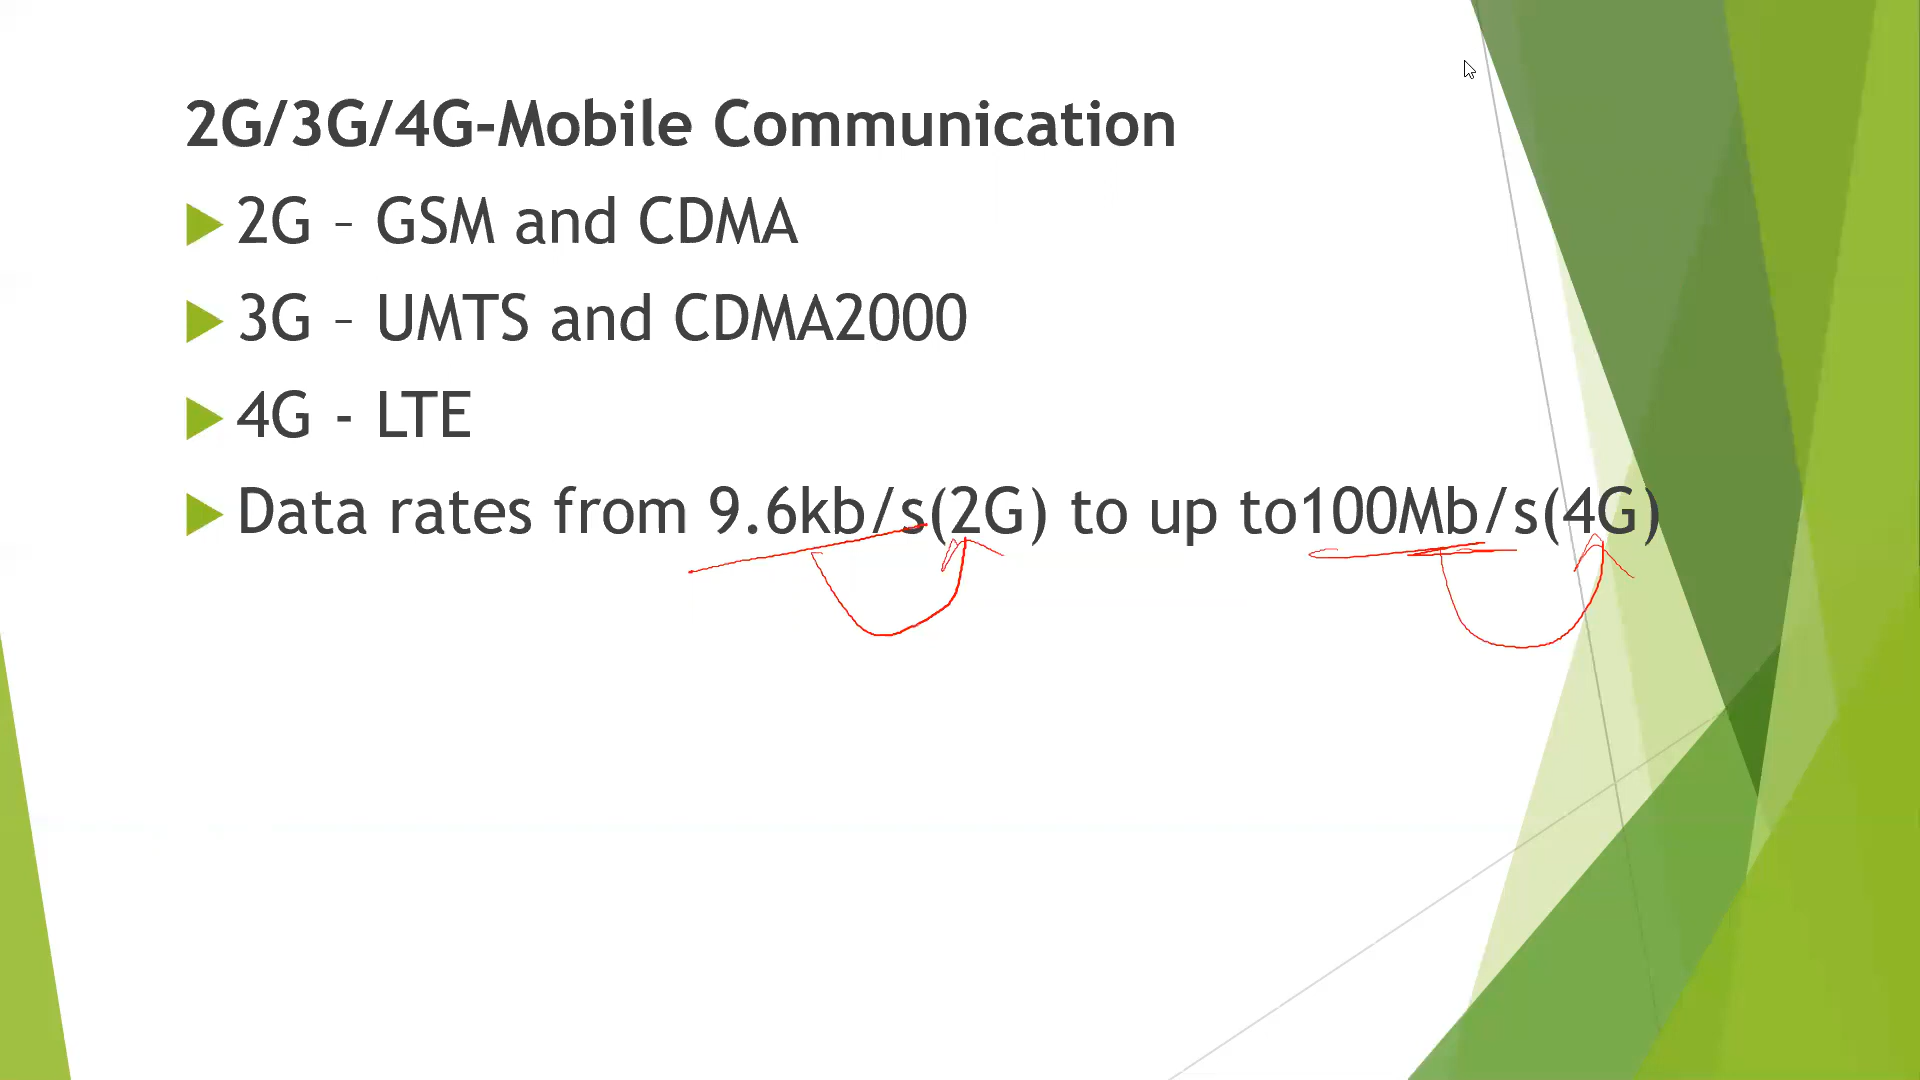 2G/3G/4G-Mobile Communication
2G – GSM and CDMA
3G – UMTS and CDMA2000
4G - LTE
Data rates from 9.6kb/s(2G) to up to100Mb/s(4G)